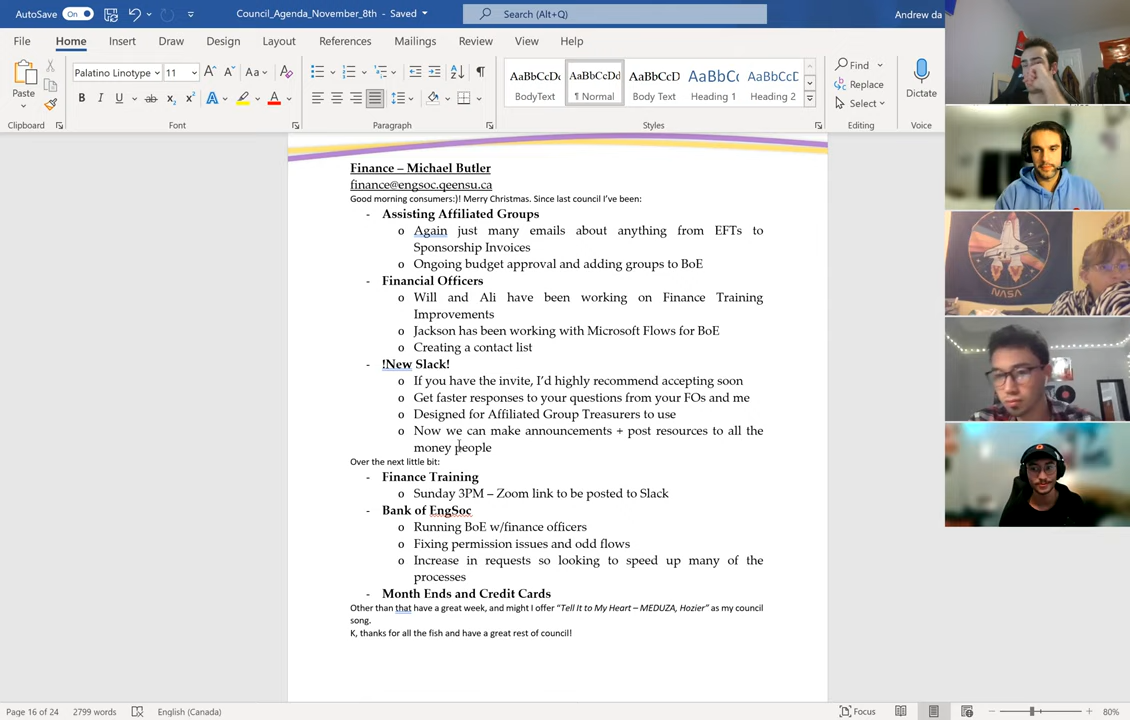 AutoSave On Council_Agenda_November_8th - Saved Search (Alt+Q) Andrew da
File Home Insert Draw Design Layout References Mailings Review View Help
Palatino Linotype 11 A A Aa A Find
Paste AaBbCcDc AaBbCcDd AaBbCcD AaBbCc AaBbCcD Replace
B I U ab x2 x2 A A BodyText ¶ Normal Body Text Heading 1 Heading 2 Select Dictate
Clipboard Font Paragraph Styles Editing Voice
Finance – Michael Butler
finance@engsoc.qeensu.ca
Good morning consumers:)! Merry Christmas. Since last council I've been:
- Assisting Affiliated Groups
o Again just many emails about anything from EFTs to
Sponsorship Invoices
o Ongoing budget approval and adding groups to BoE
- Financial Officers
o Will and Ali have been working on Finance Training
Improvements
o Jackson has been working with Microsoft Flows for BoE
o Creating a contact list
- !New Slack!
o If you have the invite, I'd highly recommend accepting soon
o Get faster responses to your questions from your FOs and me
o Designed for Affiliated Group Treasurers to use
o Now we can make announcements + post resources to all the
money people
Over the next little bit:
- Finance Training
o Sunday 3PM – Zoom link to be posted to Slack
- Bank of EngSoc
o Running BoE w/finance officers
o Fixing permission issues and odd flows
o Increase in requests so looking to speed up many of the
processes
- Month Ends and Credit Cards
Other than that have a great week, and might I offer "Tell It to My Heart – MEDUZA, Hozier" as my council
song.
K, thanks for all the fish and have a great rest of council!
NASA
Page 16 of 24 2799 words English (Canada) Focus 80%